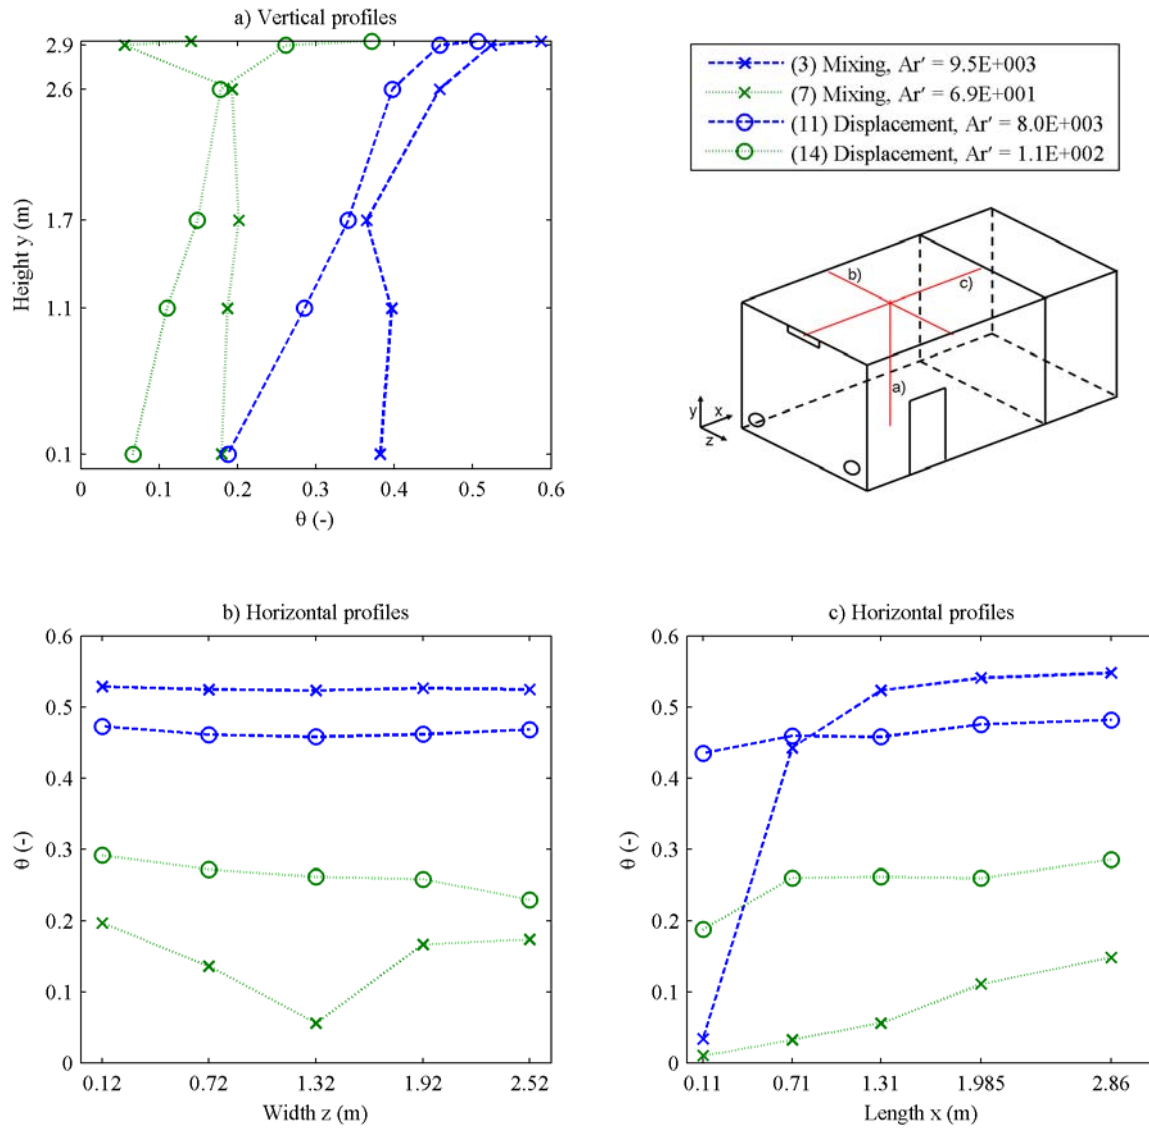 a) Vertical profiles
2.9
2.6
1.7
1.1
0.1
Height y (m)
0 0.1 0.2 0.3 0.4 0.5 0.6
θ (-)
(3) Mixing, Ar′ = 9.5E+003
(7) Mixing, Ar′ = 6.9E+001
(11) Displacement, Ar′ = 8.0E+003
(14) Displacement, Ar′ = 1.1E+002
b)
c)
a)
y x
z
b) Horizontal profiles
0.6
0.5
0.4
0.3
0.2
0.1
0
θ (-)
0.12 0.72 1.32 1.92 2.52
Width z (m)
c) Horizontal profiles
0.6
0.5
0.4
0.3
0.2
0.1
0
θ (-)
0.11 0.71 1.31 1.985 2.86
Length x (m)